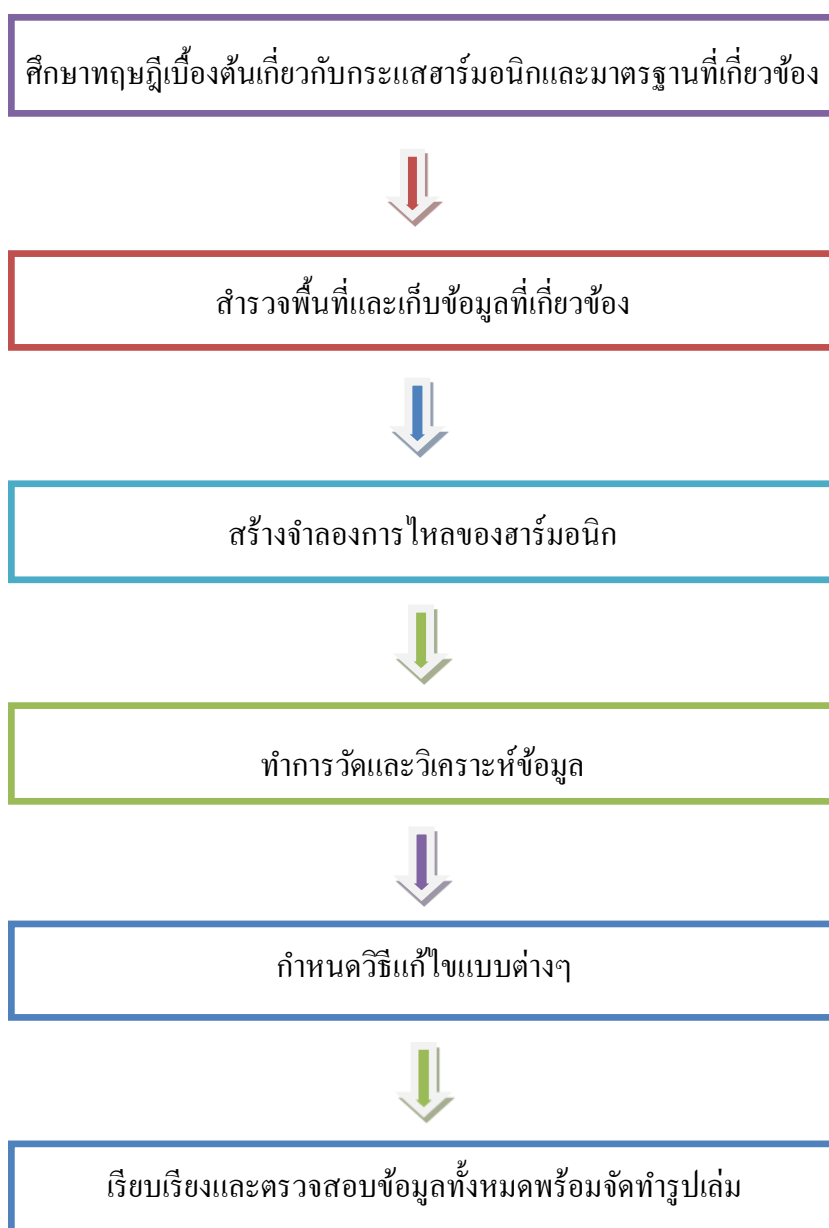 ศึกษาทฤษฎีเบื้องต้นเกี่ยวกับกระแสฮาร์มอนิกและมาตรฐานที่เกี่ยวข้อง
สำรวจพื้นที่และเก็บข้อมูลที่เกี่ยวข้อง
สร้างจำลองการไหลของฮาร์มอนิก
ทำการวัดและวิเคราะห์ข้อมูล
กำหนดวิธีแก้ไขแบบต่างๆ
เรียบเรียงและตรวจสอบข้อมูลทั้งหมดพร้อมจัดทำรูปเล่ม